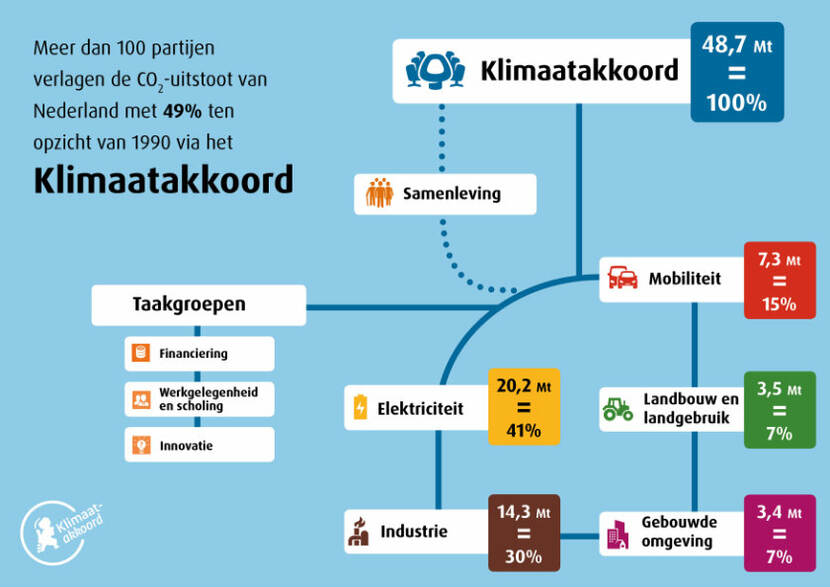 Meer dan 100 partijen
verlagen de CO₂-uitstoot van
Nederland met 49% ten
opzicht van 1990 via het
Klimaatakkoord
Klimaatakkoord
48,7 Mt
=
100%
Samenleving
Mobiliteit
7,3 Mt
=
15%
Taakgroepen
Financiering
Werkgelegenheid
en scholing
Innovatie
Elektriciteit
20,2 Mt
=
41%
Landbouw en
landgebruik
3,5 Mt
=
7%
Industrie
14,3 Mt
=
30%
Gebouwde
omgeving
3,4 Mt
=
7%
Klimaat-
akkoord